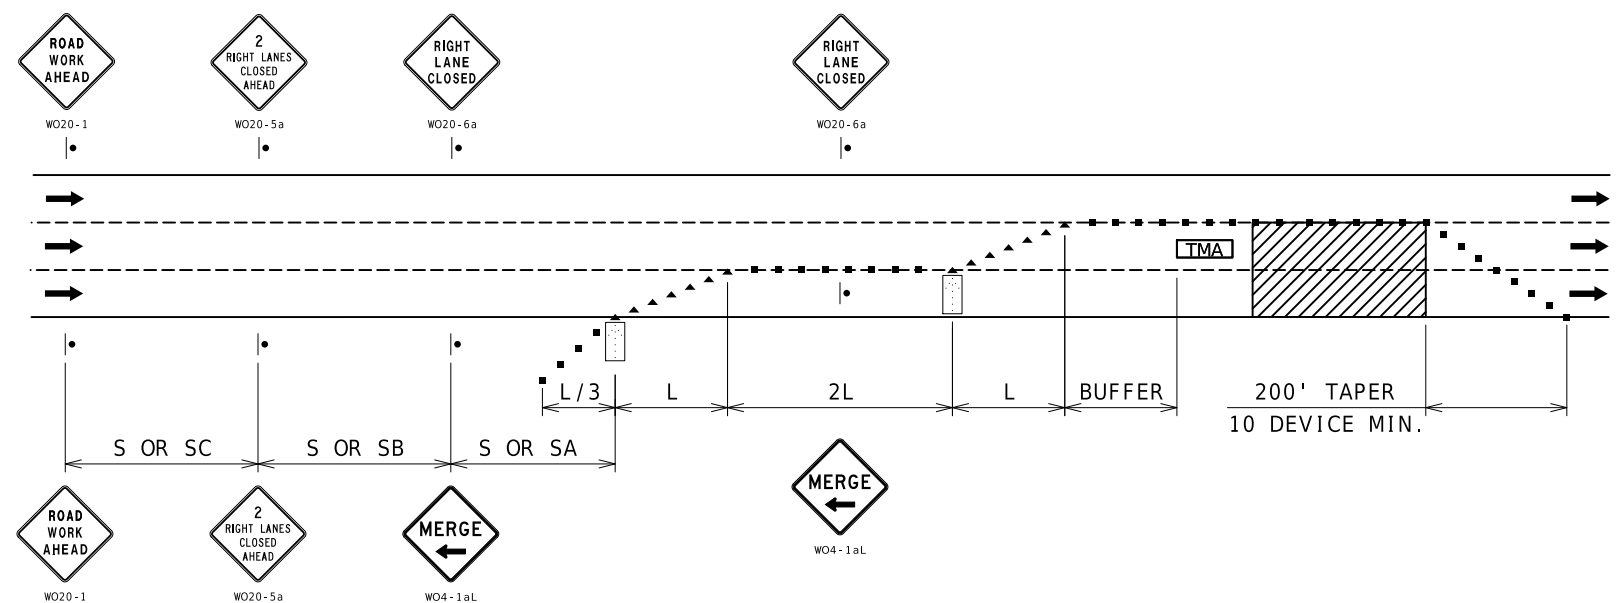 ROAD
WORK
AHEAD
WO20-1
2
RIGHT LANES
CLOSED
AHEAD
WO20-5a
RIGHT
LANE
CLOSED
WO20-6a
RIGHT
LANE
CLOSED
WO20-6a
TMA
L/3
L
2L
L
BUFFER
200' TAPER
10 DEVICE MIN.
S OR SC
S OR SB
S OR SA
ROAD
WORK
AHEAD
WO20-1
2
RIGHT LANES
CLOSED
AHEAD
WO20-5a
MERGE
WO4-1aL
MERGE
WO4-1aL